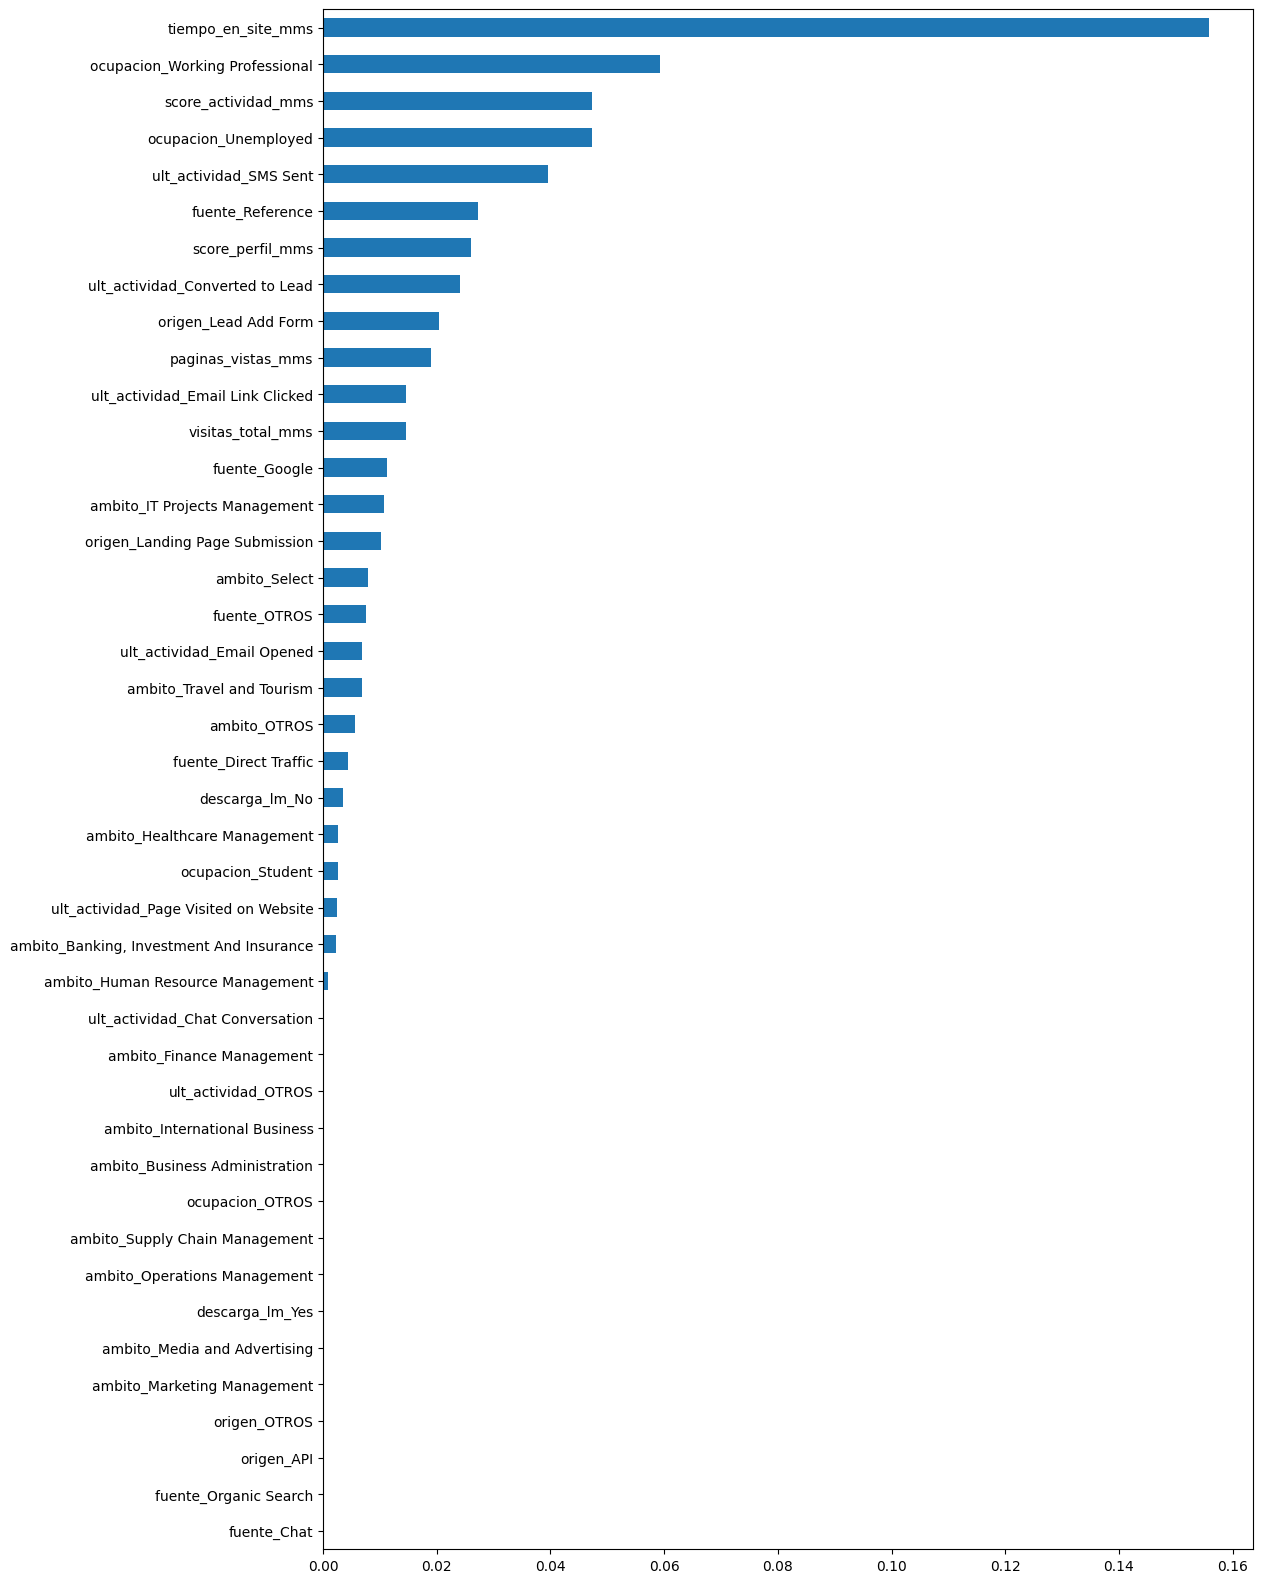 tiempo_en_site_mms
ocupacion_Working Professional
score_actividad_mms
ocupacion_Unemployed
ult_actividad_SMS Sent
fuente_Reference
score_perfil_mms
ult_actividad_Converted to Lead
origen_Lead Add Form
paginas_vistas_mms
ult_actividad_Email Link Clicked
visitas_total_mms
fuente_Google
ambito_IT Projects Management
origen_Landing Page Submission
ambito_Select
fuente_OTROS
ult_actividad_Email Opened
ambito_Travel and Tourism
ambito_OTROS
fuente_Direct Traffic
descarga_lm_No
ambito_Healthcare Management
ocupacion_Student
ult_actividad_Page Visited on Website
ambito_Banking, Investment And Insurance
ambito_Human Resource Management
ult_actividad_Chat Conversation
ambito_Finance Management
ult_actividad_OTROS
ambito_International Business
ambito_Business Administration
ocupacion_OTROS
ambito_Supply Chain Management
ambito_Operations Management
descarga_lm_Yes
ambito_Media and Advertising
ambito_Marketing Management
origen_OTROS
origen_API
fuente_Organic Search
fuente_Chat
0.00 0.02 0.04 0.06 0.08 0.10 0.12 0.14 0.16